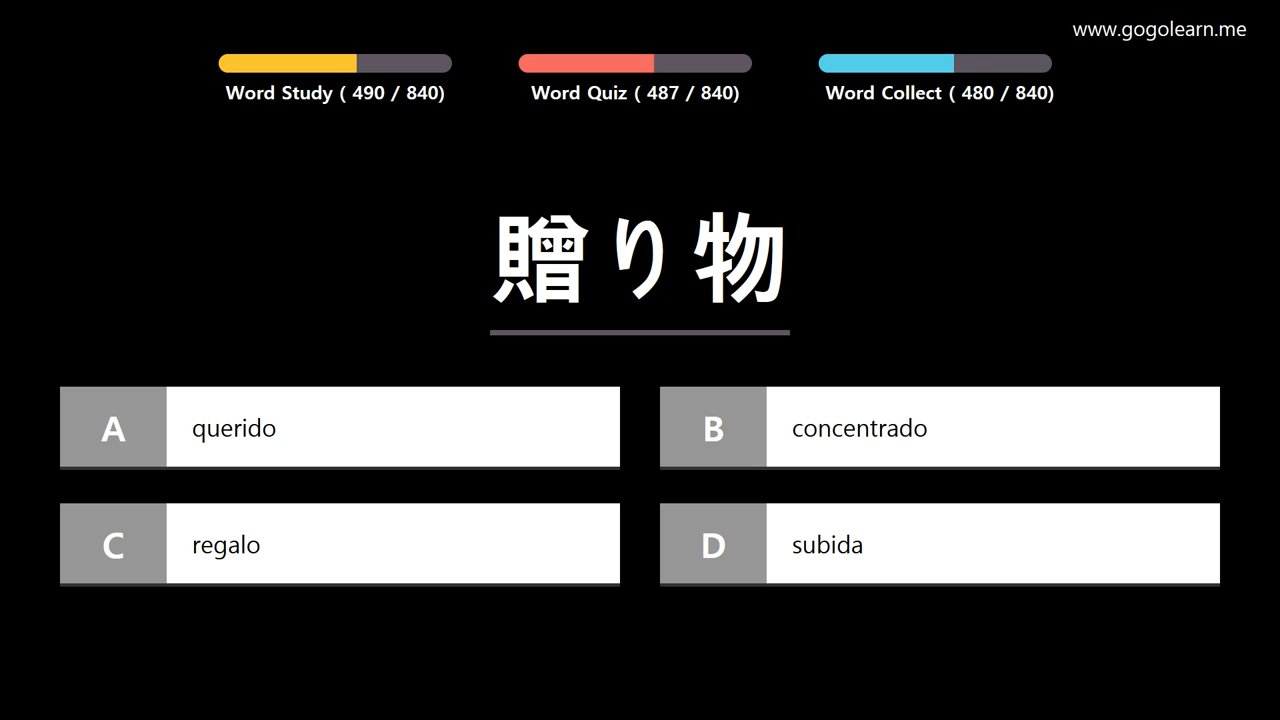 www.gogolearn.me
Word Study ( 490 / 840)
Word Quiz ( 487 / 840)
Word Collect ( 480 / 840)
贈り物
A querido
B concentrado
C regalo
D subida